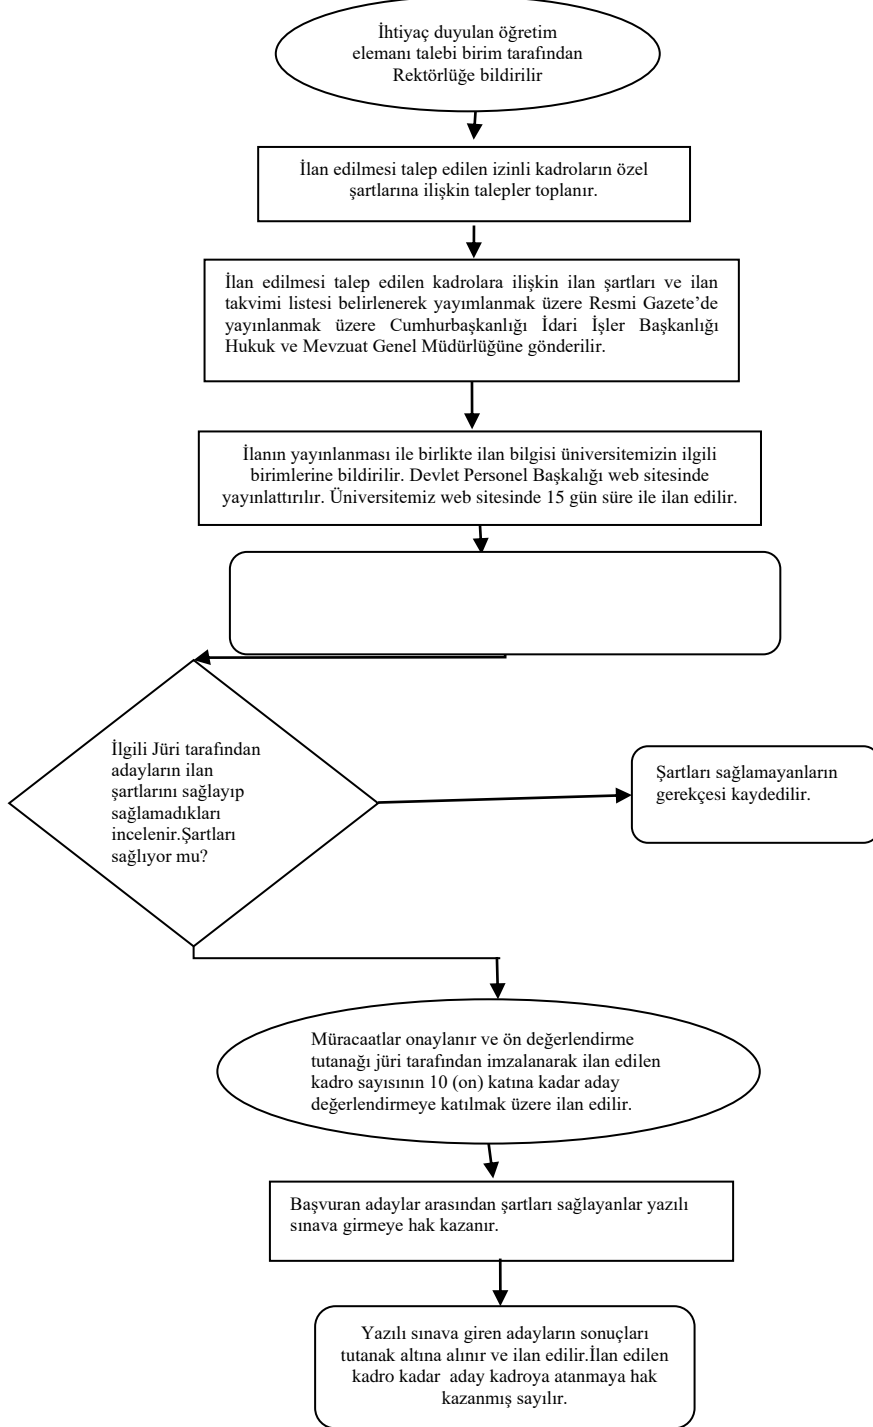 İhtiyaç duyulan öğretim
elemanı talebi birim tarafından
Rektörlüğe bildirilir
İlan edilmesi talep edilen izinli kadroların özel
şartlarına ilişkin talepler toplanır.
İlan edilmesi talep edilen kadrolara ilişkin ilan şartları ve ilan
takvimi listesi belirlenerek yayımlanmak üzere Resmi Gazete’de
yayınlanmak üzere Cumhurbaşkanlığı İdari İşler Başkanlığı
Hukuk ve Mevzuat Genel Müdürlüğüne gönderilir.
İlanın yayınlanması ile birlikte ilan bilgisi üniversitemizin ilgili
birimlerine bildirilir. Devlet Personel Başkalığı web sitesinde
yayınlattırılır. Üniversitemiz web sitesinde 15 gün süre ile ilan edilir.
İlgili Jüri tarafından
adayların ilan
şartlarını sağlayıp
sağlamadıkları
incelenir.Şartları
sağlıyor mu?
Şartları sağlamayanların
gerekçesi kaydedilir.
Müracaatlar onaylanır ve ön değerlendirme
tutanağı jüri tarafından imzalanarak ilan edilen
kadro sayısının 10 (on) katına kadar aday
değerlendirmeye katılmak üzere ilan edilir.
Başvuran adaylar arasından şartları sağlayanlar yazılı
sınava girmeye hak kazanır.
Yazılı sınava giren adayların sonuçları
tutanak altına alınır ve ilan edilir.İlan edilen
kadro kadar aday kadroya atanmaya hak
kazanmış sayılır.